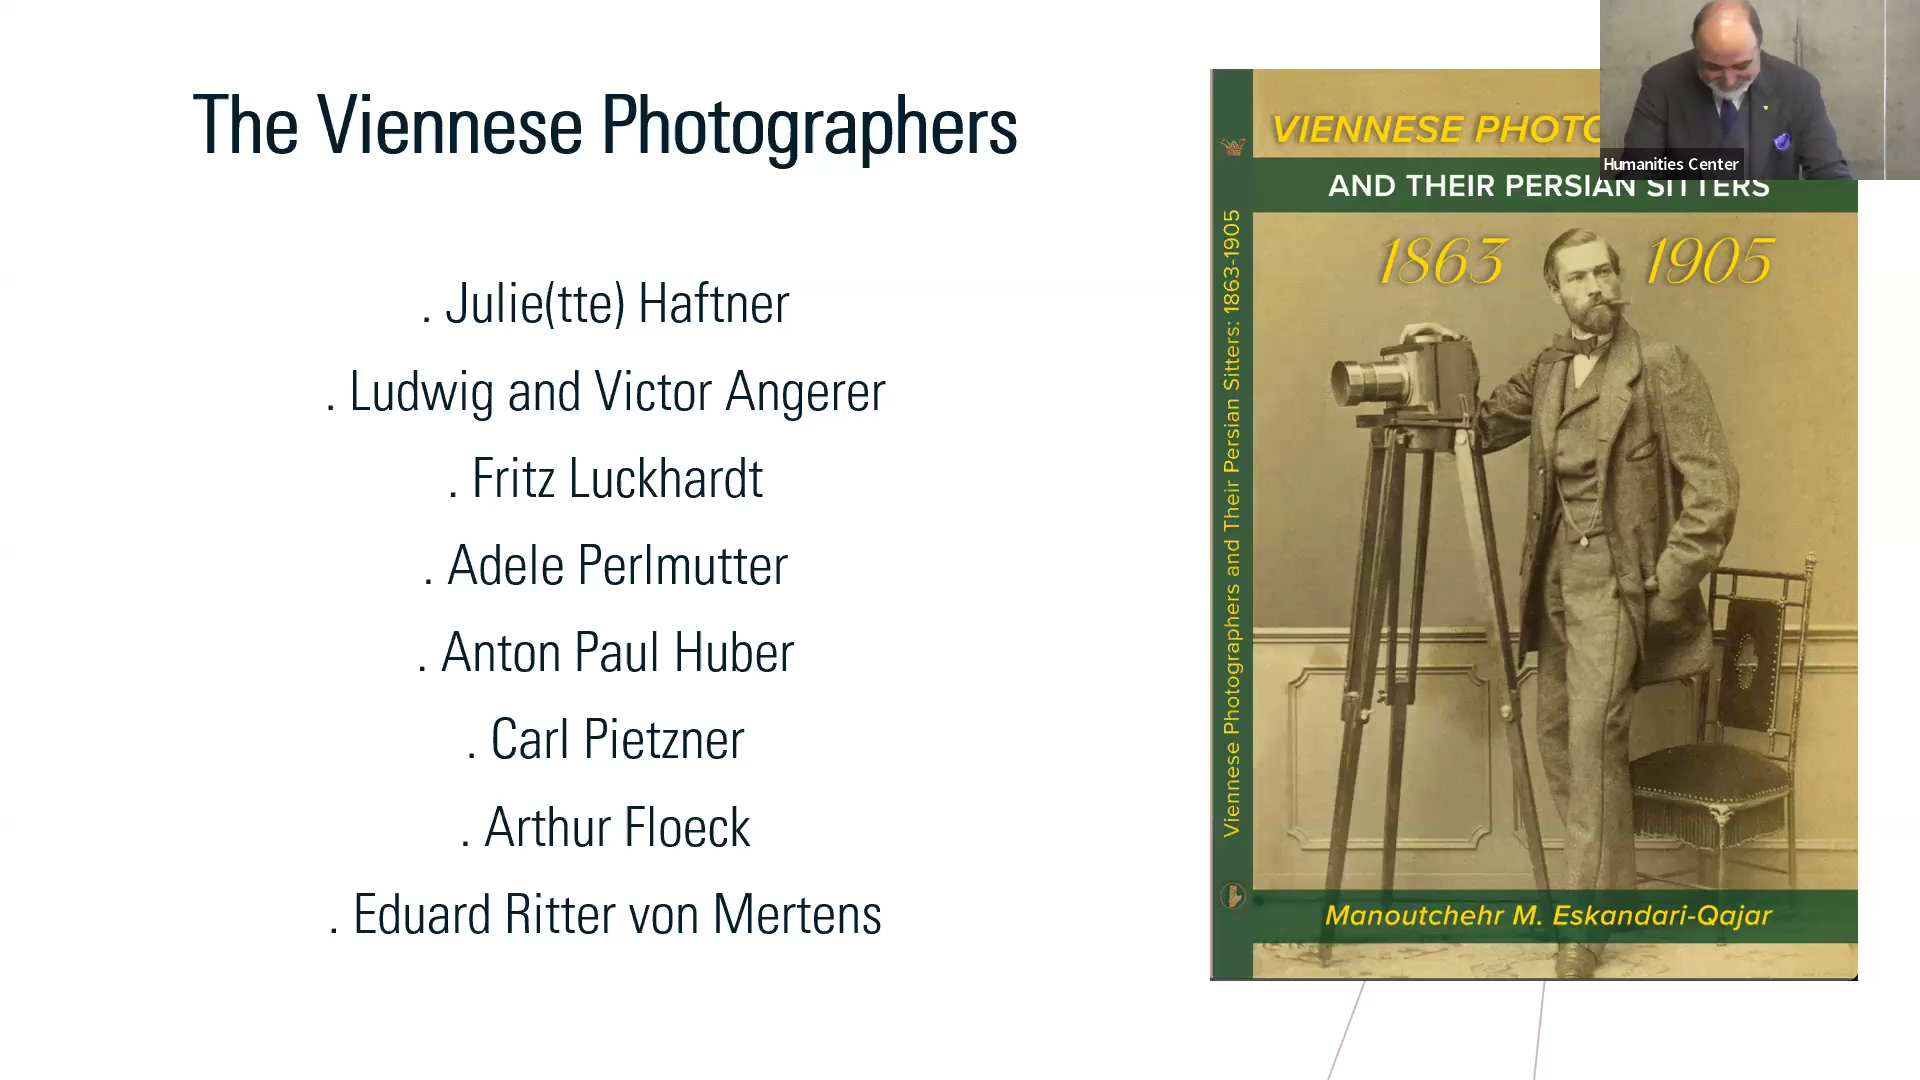 The Viennese Photographers
. Julie(tte) Haftner
. Ludwig and Victor Angerer
. Fritz Luckhardt
. Adele Perlmutter
. Anton Paul Huber
. Carl Pietzner
. Arthur Floeck
. Eduard Ritter von Mertens
Viennese Photographers and Their Persian Sitters: 1863-1905
VIENNESE PHOTO
AND THEIR PERSIAN SITTERS
1863 1905
Manoutchehr M. Eskandari-Qajar
Humanities Center